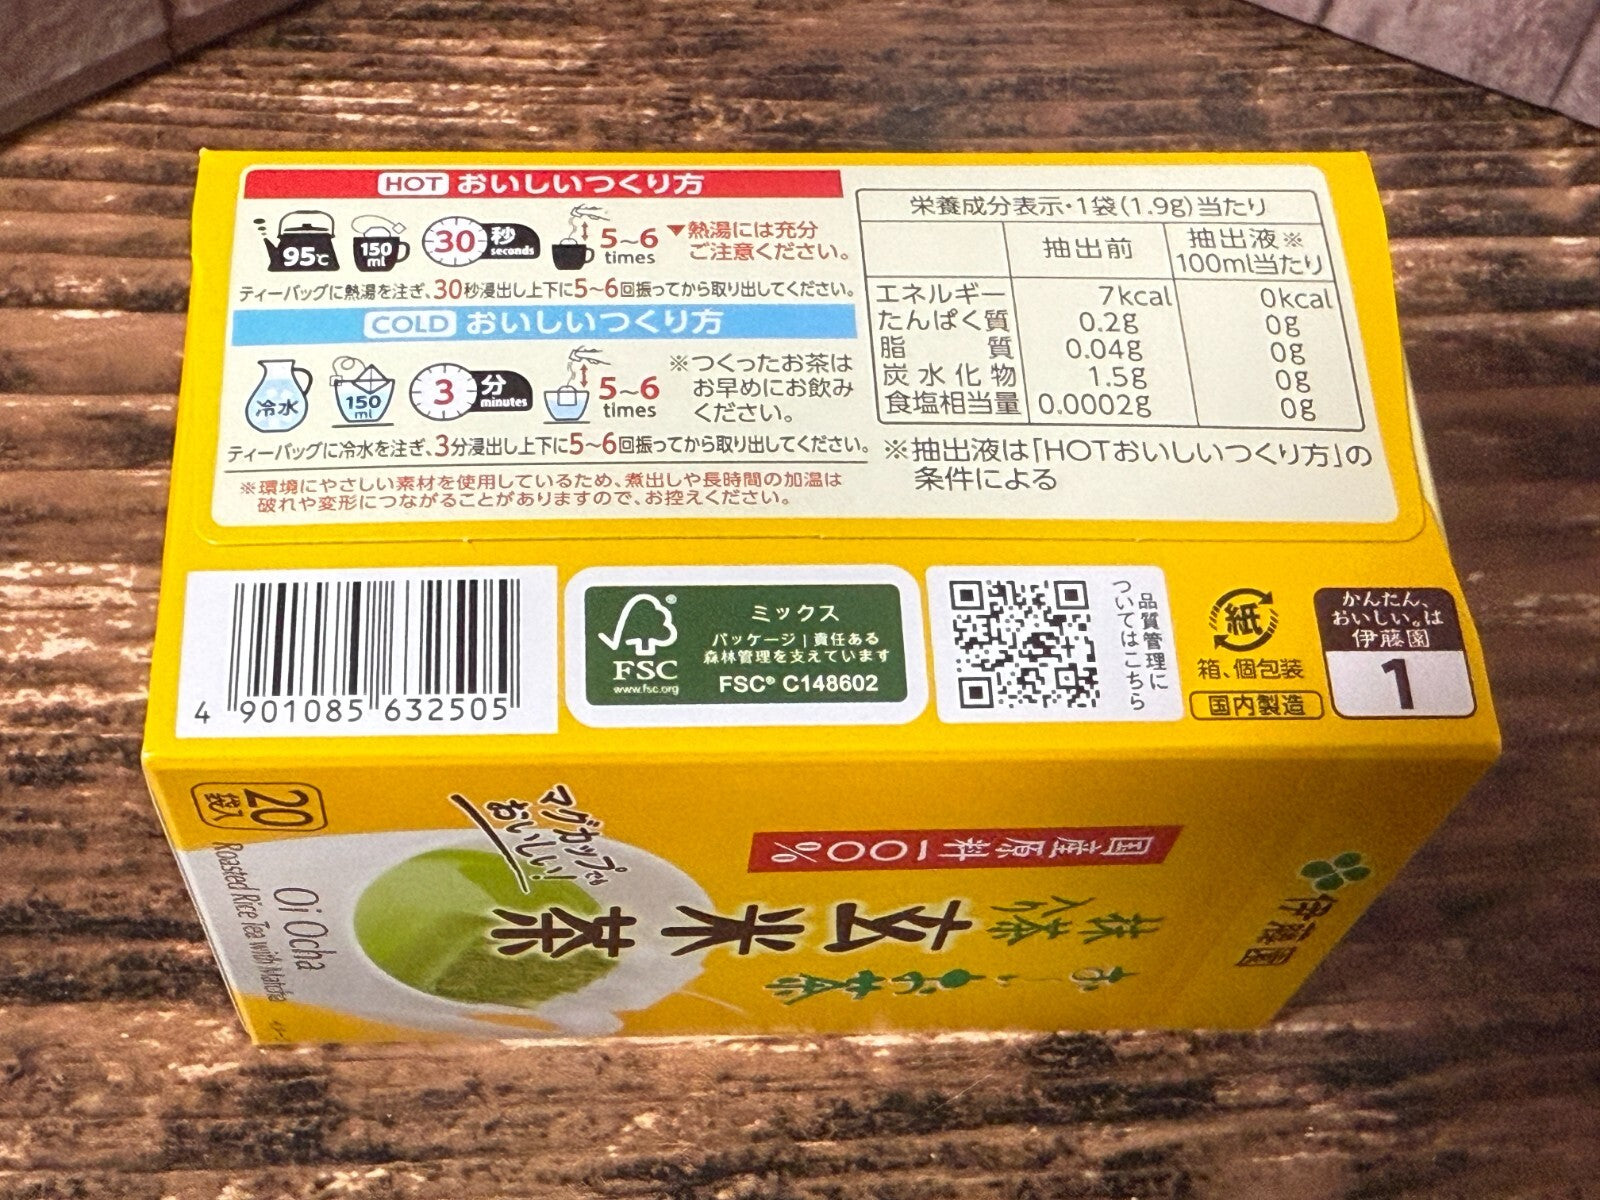 HOT おいしいつくり方
95℃
150
ml
30 秒
seconds
5~6
times
▼熱湯には充分
ご注意ください。
ティーバッグに熱湯を注ぎ、30秒浸出し上下に5~6回振ってから取り出してください。
COLD おいしいつくり方
冷水
150
ml
3 分
minutes
5~6
times
※つくったお茶は
お早めにお飲み
ください。
ティーバッグに冷水を注ぎ、3分浸出し上下に5~6回振ってから取り出してください。
※環境にやさしい素材を使用しているため、煮出しや長時間の加温は
破れや変形につながることがありますので、お控えください。
栄養成分表示・1袋(1.9g)当たり
抽出前 抽出液※
100ml当たり
エネルギー 7kcal 0kcal
たんぱく質 0.2g 0g
脂質 0.04g 0g
炭水化物 1.5g 0g
食塩相当量 0.0002g 0g
※抽出液は「HOTおいしいつくり方」の
条件による
4 901085 632505
FSC
www.fsc.org
ミックス
パッケージ | 責任ある
森林管理を支えています
FSC® C148602
品質管理に
ついてはこちら
紙
箱、個包装
国内製造
かんたん、
おいしい。は
伊藤園
1
伊藤園
国産原料100%
お〜いお茶
抹茶入り
玄米茶
マグカップでも
おいしい!
Oi Ocha
Roasted Rice Tea with Matcha
20
袋入